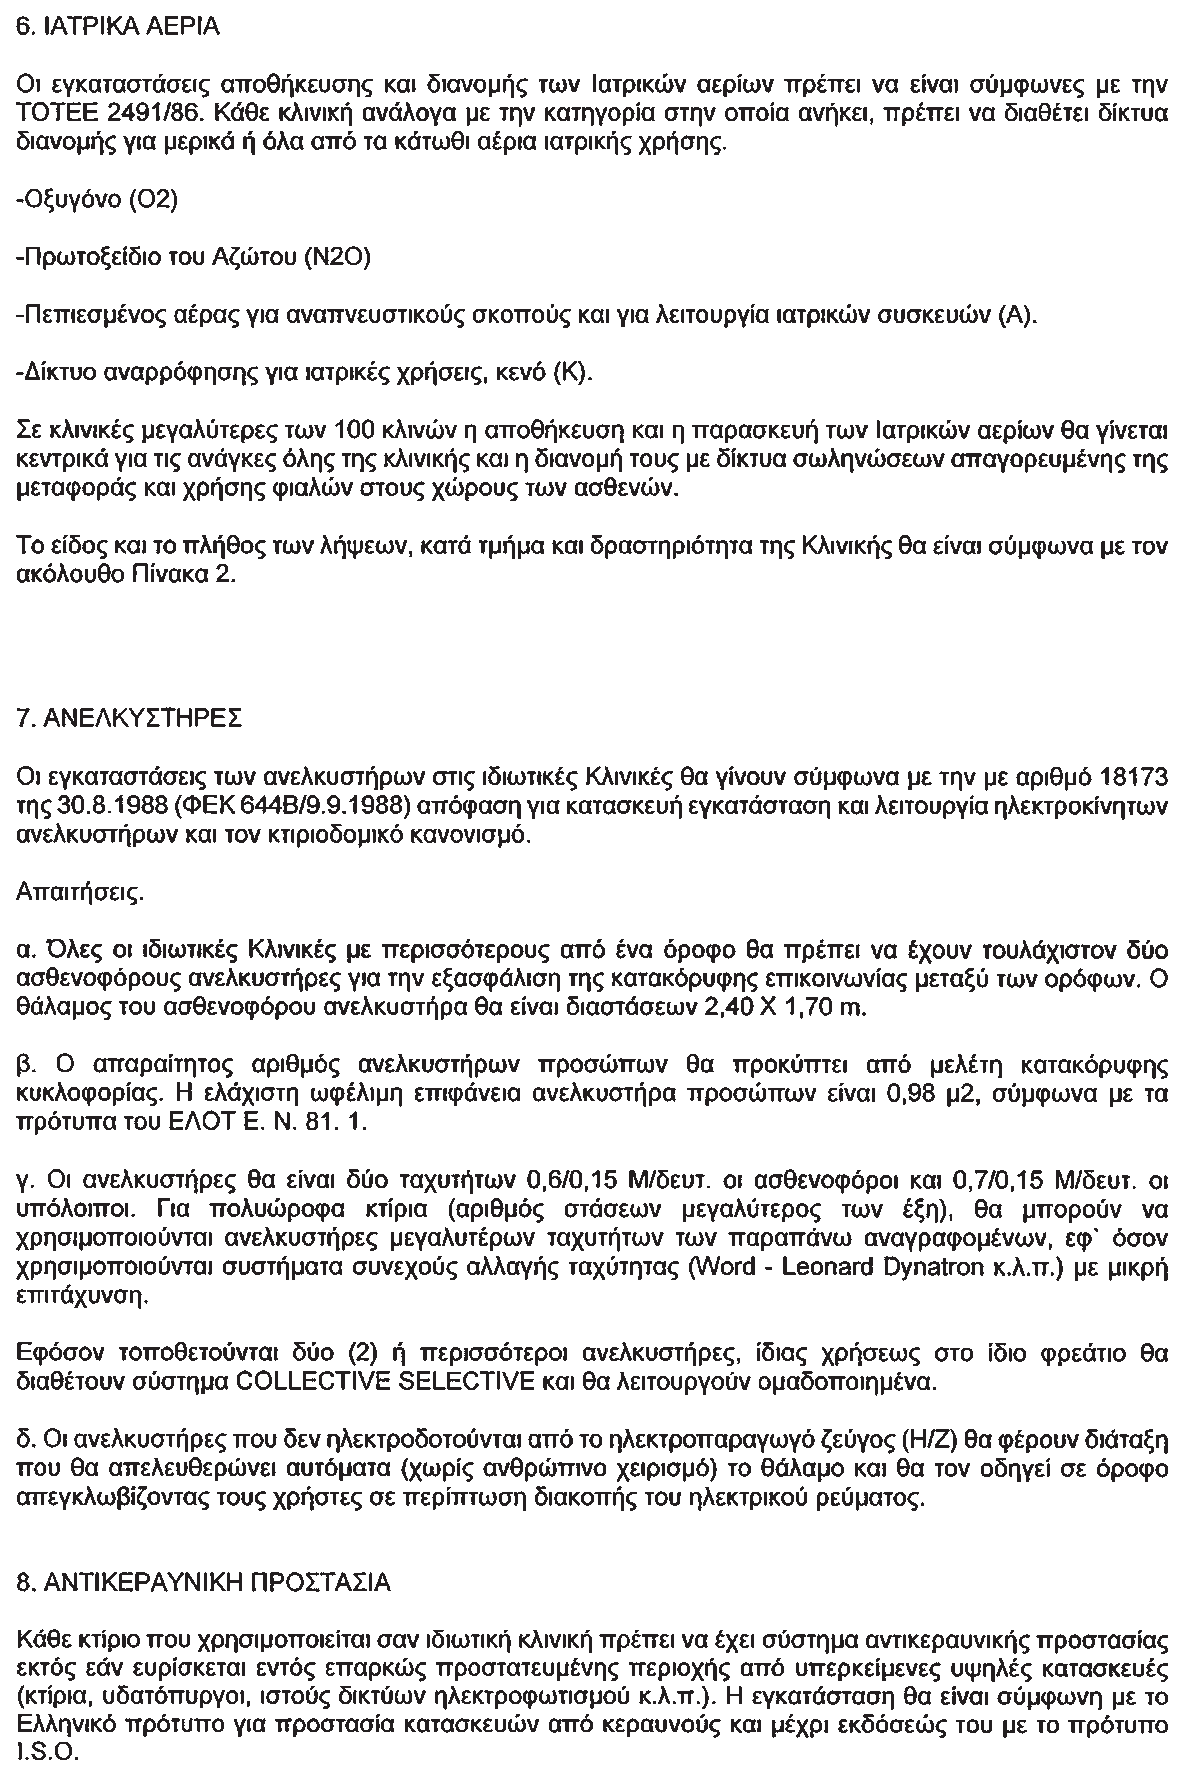 6. ΙΑΤΡΙΚΑ ΑΕΡΙΑ
Οι εγκαταστάσεις αποθήκευσης και διανομής των Ιατρικών αερίων πρέπει να είναι σύμφωνες με την
ΤΟΤΕΕ 2491/86. Κάθε κλινική ανάλογα με την κατηγορία στην οποία ανήκει, πρέπει να διαθέτει δίκτυα
διανομής για μερικά ή όλα από τα κάτωθι αέρια ιατρικής χρήσης.
-Οξυγόνο (Ο2)
-Πρωτοξείδιο του Αζώτου (Ν2Ο)
-Πεπιεσμένος αέρας για αναπνευστικούς σκοπούς και για λειτουργία ιατρικών συσκευών (Α).
-Δίκτυο αναρρόφησης για ιατρικές χρήσεις, κενό (Κ).
Σε κλινικές μεγαλύτερες των 100 κλινών η αποθήκευση και η παρασκευή των Ιατρικών αερίων θα γίνεται
κεντρικά για τις ανάγκες όλης της κλινικής και η διανομή τους με δίκτυα σωληνώσεων απαγορευμένης της
μεταφοράς και χρήσης φιαλών στους χώρους των ασθενών.
Το είδος και το πλήθος των λήψεων, κατά τμήμα και δραστηριότητα της Κλινικής θα είναι σύμφωνα με τον
ακόλουθο Πίνακα 2.
7. ΑΝΕΛΚΥΣΤΗΡΕΣ
Οι εγκαταστάσεις των ανελκυστήρων στις ιδιωτικές Κλινικές θα γίνουν σύμφωνα με την με αριθμό 18173
της 30.8.1988 (ΦΕΚ 644Β/9.9.1988) απόφαση για κατασκευή εγκατάσταση και λειτουργία ηλεκτροκίνητων
ανελκυστήρων και τον κτιριοδομικό κανονισμό.
Απαιτήσεις.
α. Όλες οι ιδιωτικές Κλινικές με περισσότερους από ένα όροφο θα πρέπει να έχουν τουλάχιστον δύο
ασθενοφόρους ανελκυστήρες για την εξασφάλιση της κατακόρυφης επικοινωνίας μεταξύ των ορόφων. Ο
θάλαμος του ασθενοφόρου ανελκυστήρα θα είναι διαστάσεων 2,40 Χ 1,70 m.
β. Ο απαραίτητος αριθμός ανελκυστήρων προσώπων θα προκύπτει από μελέτη κατακόρυφης
κυκλοφορίας. Η ελάχιστη ωφέλιμη επιφάνεια ανελκυστήρα προσώπων είναι 0,98 μ2, σύμφωνα με τα
πρότυπα του ΕΛΟΤ Ε. Ν. 81. 1.
γ. Οι ανελκυστήρες θα είναι δύο ταχυτήτων 0,6/0,15 Μ/δευτ. οι ασθενοφόροι και 0,7/0,15 Μ/δευτ. οι
υπόλοιποι. Για πολυώροφα κτίρια (αριθμός στάσεων μεγαλύτερος των έξη), θα μπορούν να
χρησιμοποιούνται ανελκυστήρες μεγαλυτέρων ταχυτήτων των παραπάνω αναγραφομένων, εφ` όσον
χρησιμοποιούνται συστήματα συνεχούς αλλαγής ταχύτητας (Word - Leonard Dynatron κ.λ.π.) με μικρή
επιτάχυνση.
Εφόσον τοποθετούνται δύο (2) ή περισσότεροι ανελκυστήρες, ίδιας χρήσεως στο ίδιο φρεάτιο θα
διαθέτουν σύστημα COLLECTIVE SELECTIVE και θα λειτουργούν ομαδοποιημένα.
δ. Οι ανελκυστήρες που δεν ηλεκτροδοτούνται από το ηλεκτροπαραγωγό ζεύγος (Η/Ζ) θα φέρουν διάταξη
που θα απελευθερώνει αυτόματα (χωρίς ανθρώπινο χειρισμό) το θάλαμο και θα τον οδηγεί σε όροφο
απεγκλωβίζοντας τους χρήστες σε περίπτωση διακοπής του ηλεκτρικού ρεύματος.
8. ΑΝΤΙΚΕΡΑΥΝΙΚΗ ΠΡΟΣΤΑΣΙΑ
Κάθε κτίριο που χρησιμοποιείται σαν ιδιωτική κλινική πρέπει να έχει σύστημα αντικεραυνικής προστασίας
εκτός εάν ευρίσκεται εντός επαρκώς προστατευμένης περιοχής από υπερκείμενες υψηλές κατασκευές
(κτίρια, υδατόπυργοι, ιστούς δικτύων ηλεκτροφωτισμού κ.λ.π.). Η εγκατάσταση θα είναι σύμφωνη με το
Ελληνικό πρότυπο για προστασία κατασκευών από κεραυνούς και μέχρι εκδόσεώς του με το πρότυπο
I.S.O.